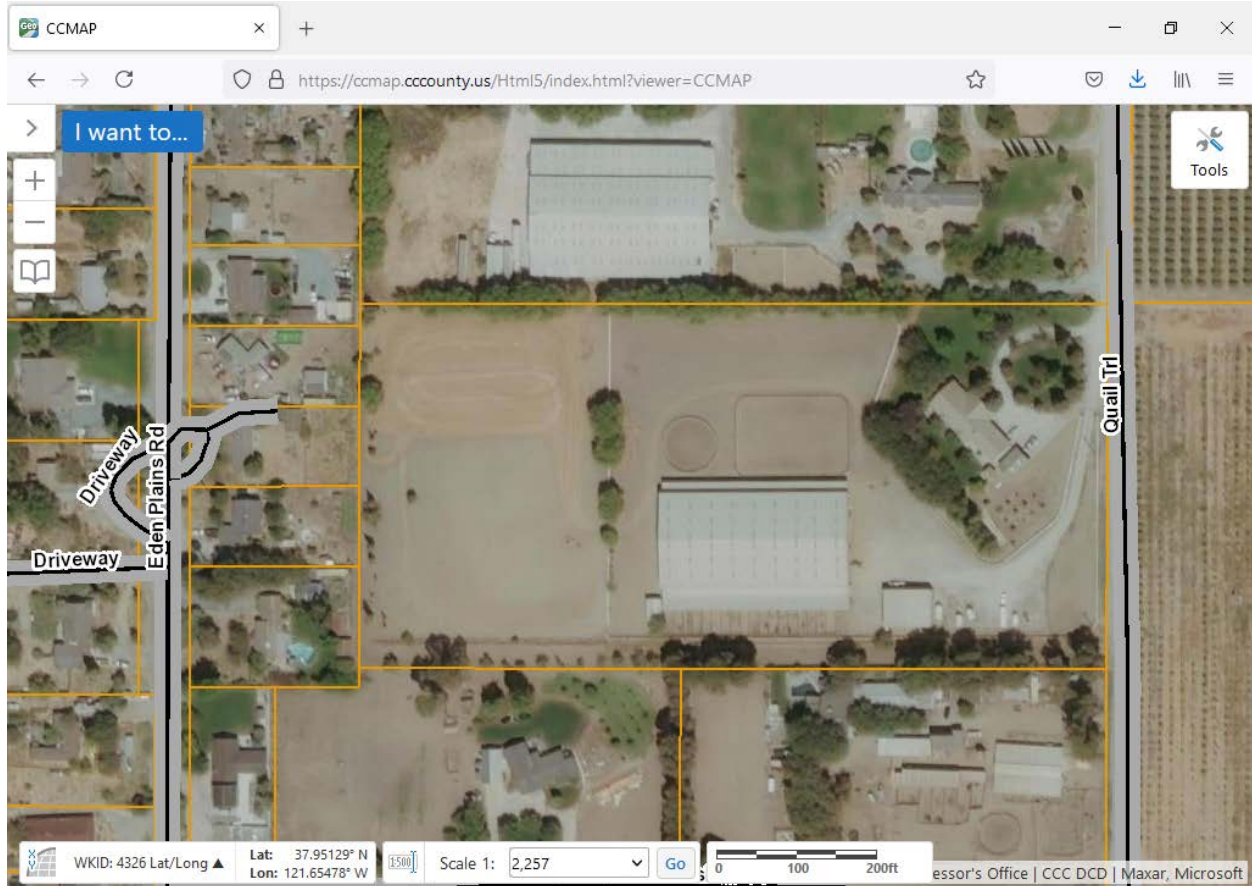 CCMAP
https://ccmap.cccounty.us/Html5/index.html?viewer=CCMAP
I want to...
Tools
Quail Trl
Driveway
Eden Plains Rd
Driveway
WKID: 4326 Lat/Long
Lat: 37.95129° N
Lon: 121.65478° W
1:500
Scale 1:
2,257
Go
0 100 200ft
essor's Office | CCC DCD | Maxar, Microsoft